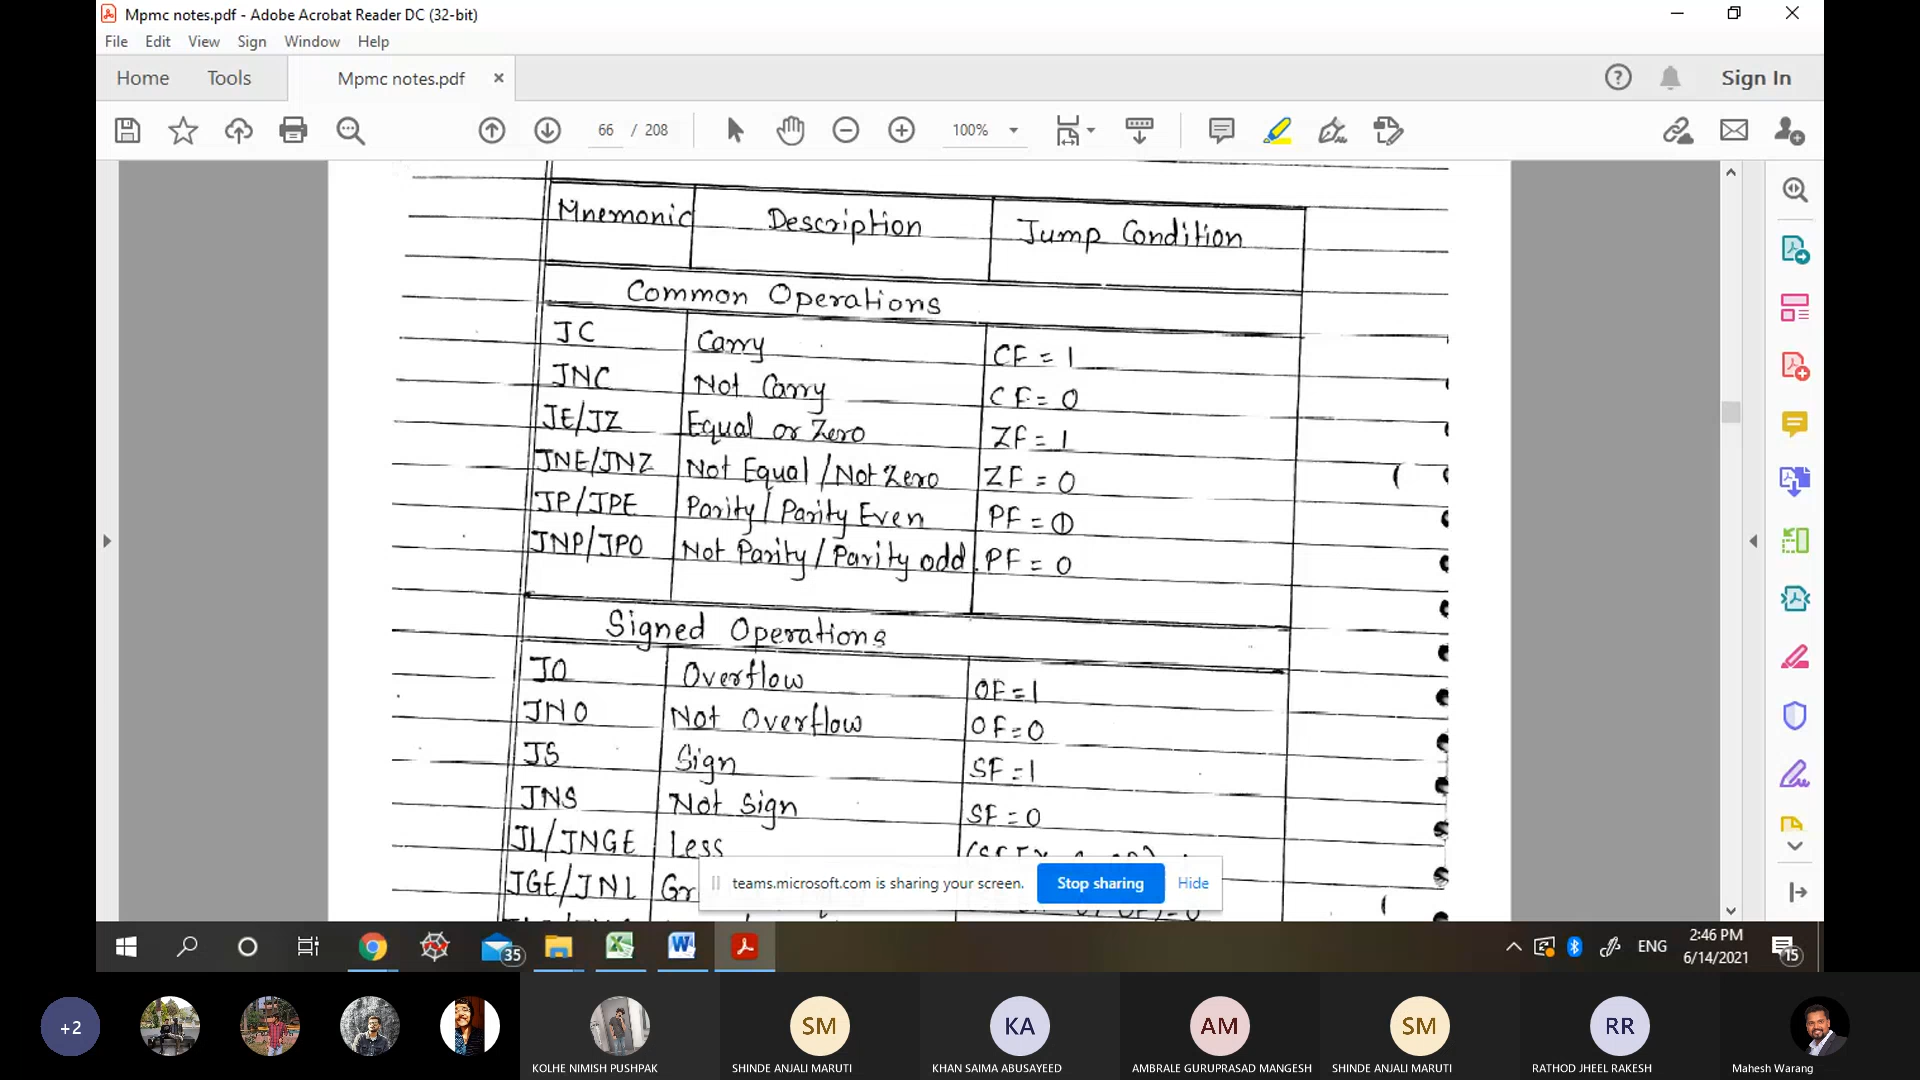 Mpmc notes.pdf - Adobe Acrobat Reader DC (32-bit)
File Edit View Sign Window Help
Home Tools Mpmc notes.pdf × Sign In
66 / 208 100%
Mnemonic Description Jump Condition
Common Operations
JC Carry CF = 1
JNC Not Carry CF = 0
JE/JZ Equal or Zero ZF = 1
JNE/JNZ Not Equal / Not Zero ZF = 0
JP/JPE Parity / Parity Even PF = 1
JNP/JPO Not Parity / Parity odd. PF = 0
Signed Operations
JO Overflow OF = 1
JNO Not Overflow OF = 0
JS Sign SF = 1
JNS Not Sign SF = 0
JL/JNGE Less
JGE/JNL Gr
teams.microsoft.com is sharing your screen. Stop sharing Hide
35 ENG 2:46 PM
6/14/2021 15
+2 SM KA AM SM RR
KOLHE NIMISH PUSHPAK SHINDE ANJALI MARUTI KHAN SAIMA ABUSAYEED AMBRALE GURUPRASAD MANGESH SHINDE ANJALI MARUTI RATHOD JHEEL RAKESH Mahesh Warang